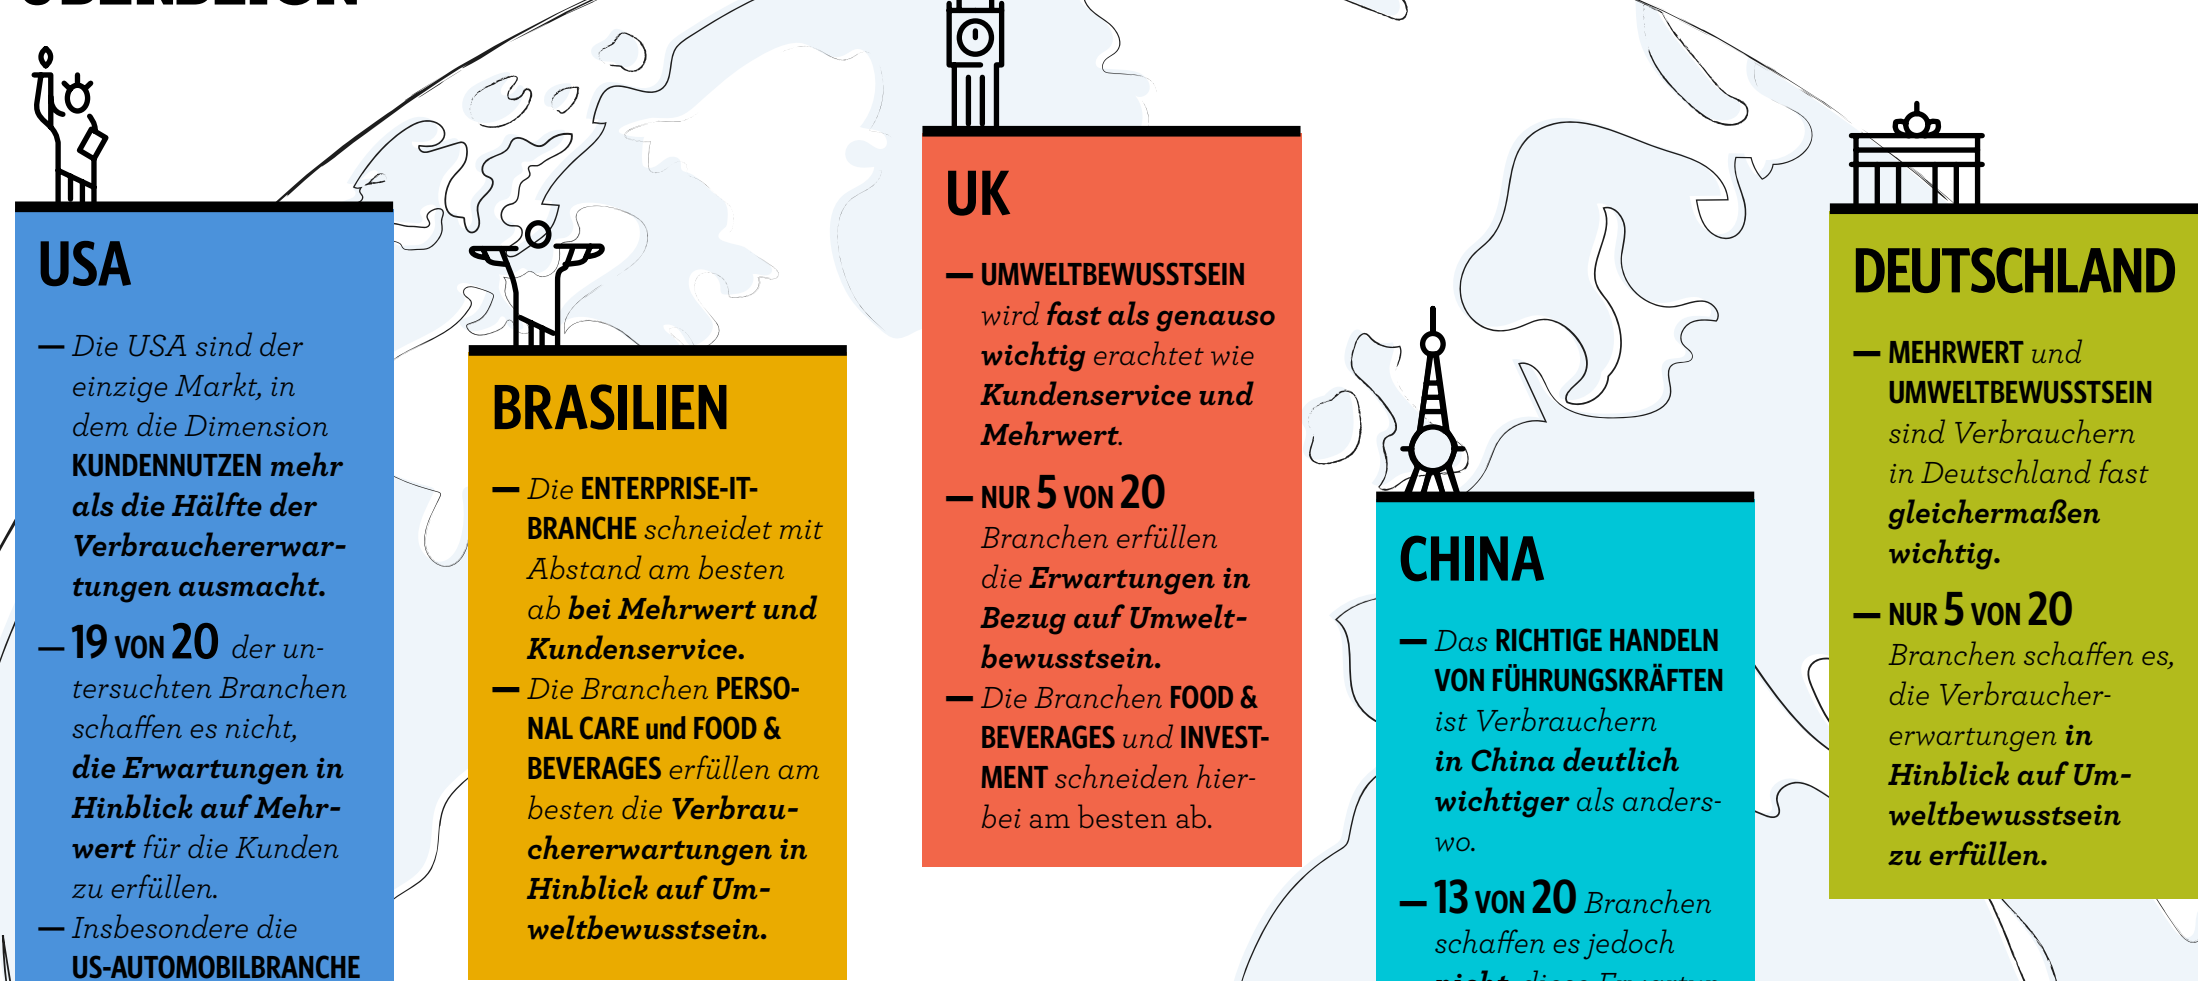 USA
— Die USA sind der
einzige Markt, in
dem die Dimension
KUNDENNUTZEN mehr
als die Hälfte der
Verbrauchererwar-
tungen ausmacht.
— 19 VON 20 der un-
tersuchten Branchen
schaffen es nicht,
die Erwartungen in
Hinblick auf Mehr-
wert für die Kunden
zu erfüllen.
— Insbesondere die
US-AUTOMOBILBRANCHE
BRASILIEN
— Die ENTERPRISE-IT-
BRANCHE schneidet mit
Abstand am besten
ab bei Mehrwert und
Kundenservice.
— Die Branchen PERSO-
NAL CARE und FOOD &
BEVERAGES erfüllen am
besten die Verbrau-
chererwartungen in
Hinblick auf Um-
weltbewusstsein.
UK
— UMWELTBEWUSSTSEIN
wird fast als genauso
wichtig erachtet wie
Kundenservice und
Mehrwert.
— NUR 5 VON 20
Branchen erfüllen
die Erwartungen in
Bezug auf Umwelt-
bewusstsein.
— Die Branchen FOOD &
BEVERAGES und INVEST-
MENT schneiden hier-
bei am besten ab.
CHINA
— Das RICHTIGE HANDELN
VON FÜHRUNGSKRÄFTEN
ist Verbrauchern
in China deutlich
wichtiger als anders-
wo.
— 13 VON 20 Branchen
schaffen es jedoch
DEUTSCHLAND
— MEHRWERT und
UMWELTBEWUSSTSEIN
sind Verbrauchern
in Deutschland fast
gleichermaßen
wichtig.
— NUR 5 VON 20
Branchen schaffen es,
die Verbraucher-
erwartungen in
Hinblick auf Um-
weltbewusstsein
zu erfüllen.